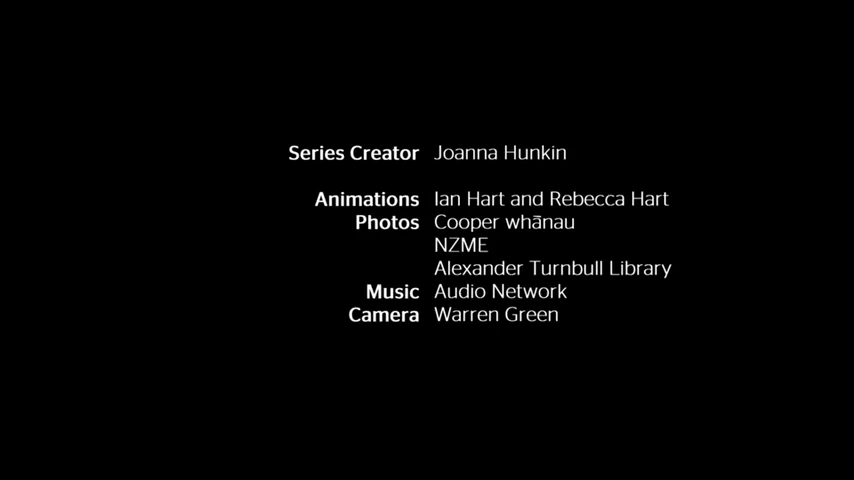 Series Creator Joanna Hunkin
Animations Ian Hart and Rebecca Hart
Photos Cooper whānau
NZME
Alexander Turnbull Library
Music Audio Network
Camera Warren Green